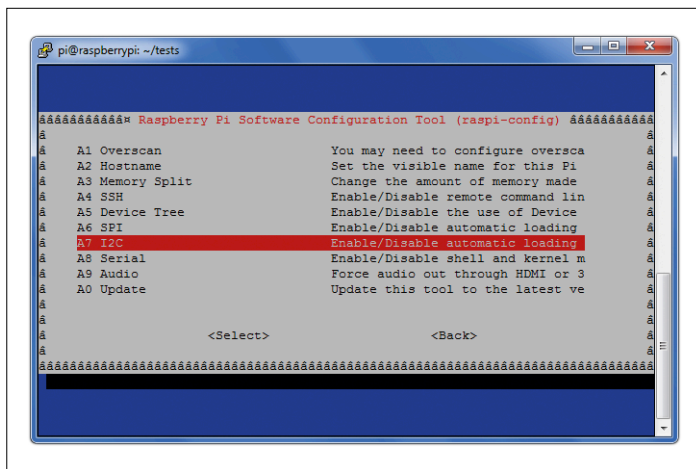 pi@raspberrypi: ~/tests
âââââââââââ¤ Raspberry Pi Software Configuration Tool (raspi-config) âââââââââââ
â â
â A1 Overscan You may need to configure oversca â
â A2 Hostname Set the visible name for this Pi â
â A3 Memory Split Change the amount of memory made â
â A4 SSH Enable/Disable remote command lin â
â A5 Device Tree Enable/Disable the use of Device â
â A6 SPI Enable/Disable automatic loading â
â A7 I2C Enable/Disable automatic loading â
â A8 Serial Enable/Disable shell and kernel m â
â A9 Audio Force audio out through HDMI or 3 â
â A0 Update Update this tool to the latest ve â
â â
â â
â <Select> <Back> â
â â
ââââââââââââââââââââââââââââââââââââââââââââââââââââââââââââââââââââââââââââââ